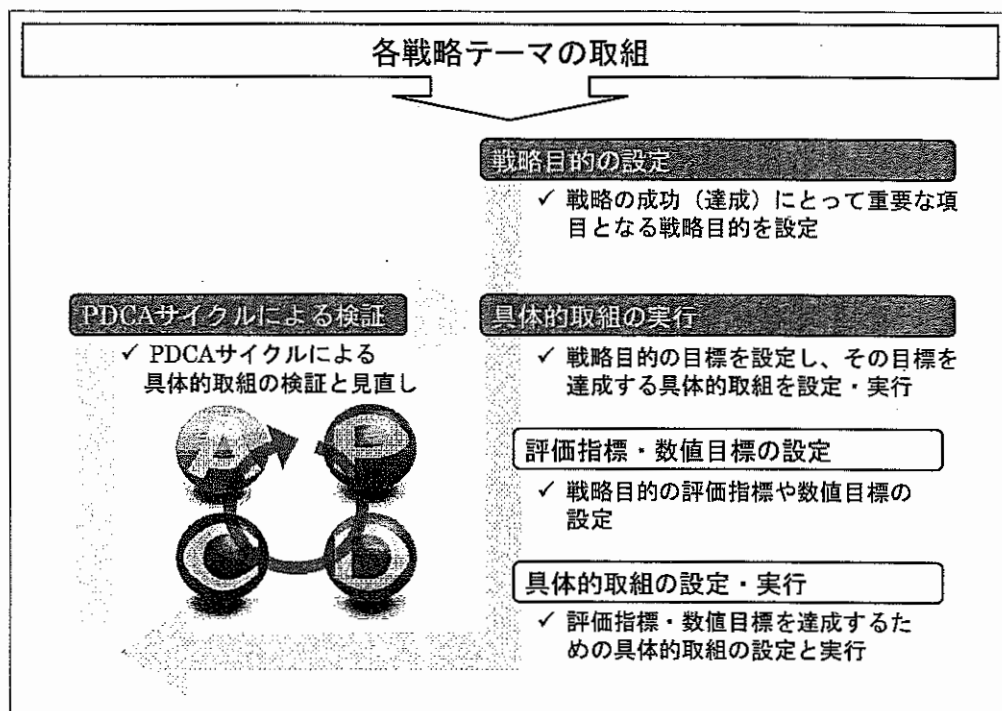 各戦略テーマの取組
戦略目的の設定
✓ 戦略の成功（達成）にとって重要な項
目となる戦略目的を設定
PDCAサイクルによる検証
✓ PDCAサイクルによる
具体的取組の検証と見直し
具体的取組の実行
✓ 戦略目的の目標を設定し、その目標を
達成する具体的取組を設定・実行
評価指標・数値目標の設定
✓ 戦略目的の評価指標や数値目標の
設定
具体的取組の設定・実行
✓ 評価指標・数値目標を達成するた
めの具体的取組の設定と実行
A